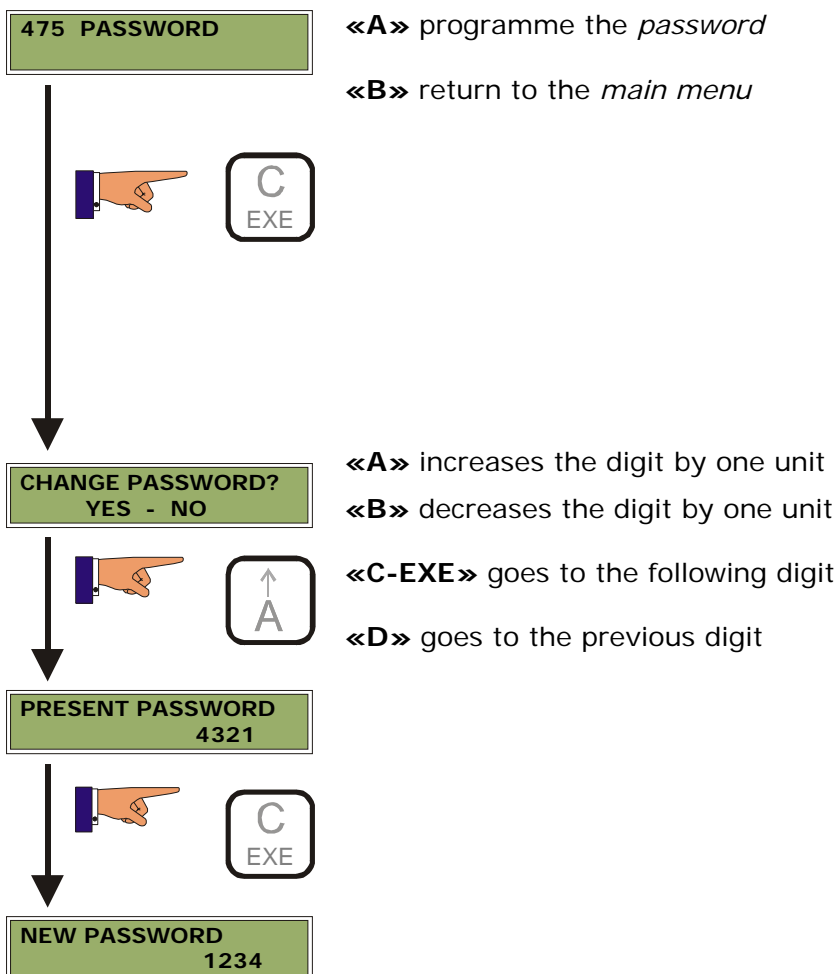 475 PASSWORD
«A» programme the password
«B» return to the main menu
C
EXE
CHANGE PASSWORD?
YES - NO
«A» increases the digit by one unit
«B» decreases the digit by one unit
«C-EXE» goes to the following digit
«D» goes to the previous digit
A
PRESENT PASSWORD
4321
C
EXE
NEW PASSWORD
1234